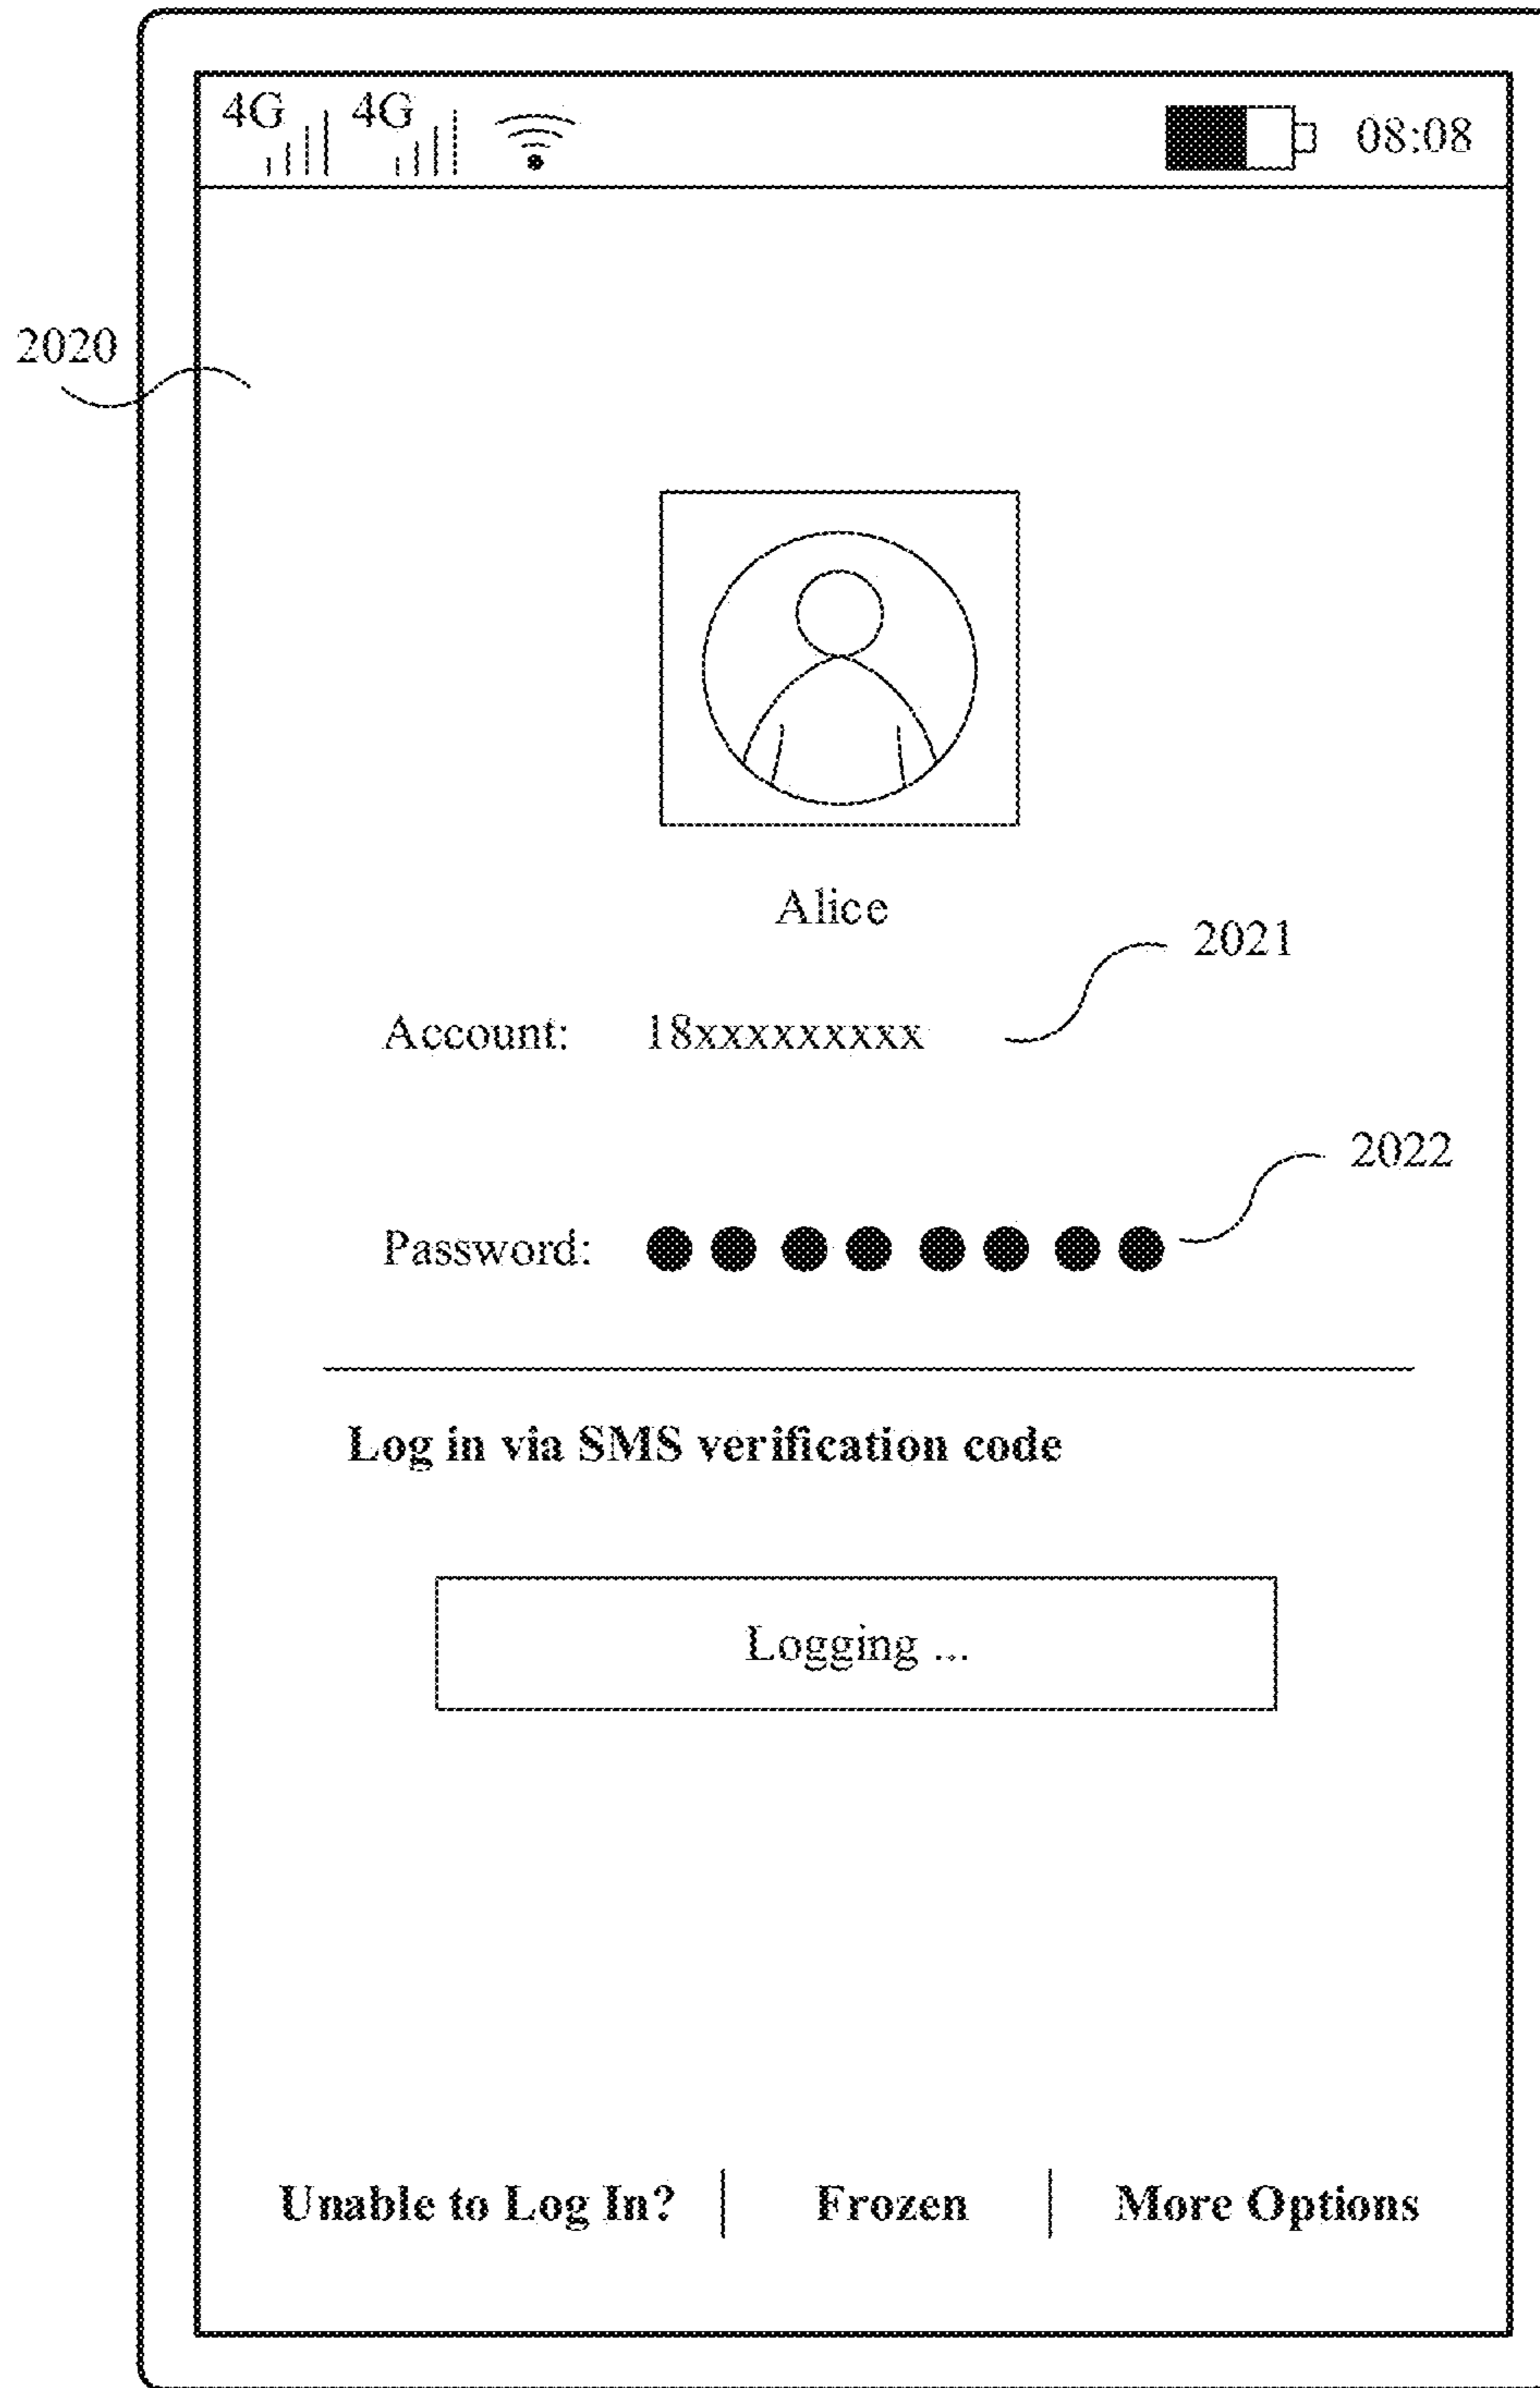 4G 4G 08:08
2020
Alice
2021
Account: 18xxxxxxxxx
2022
Password:
Log in via SMS verification code
Logging ...
Unable to Log In? | Frozen | More Options